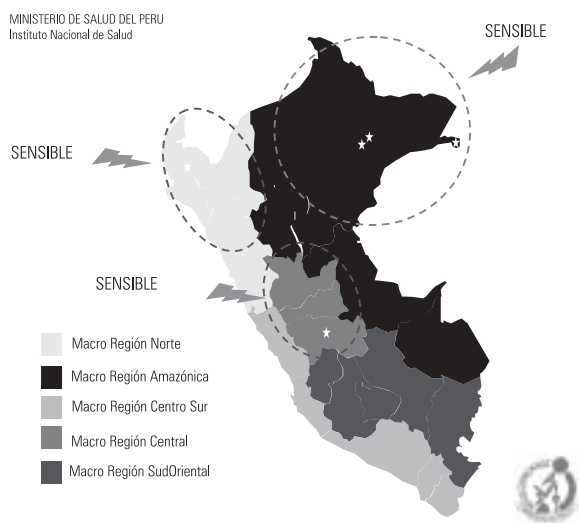 MINISTERIO DE SALUD DEL PERU
Instituto Nacional de Salud
SENSIBLE
SENSIBLE
SENSIBLE
Macro Región Norte
Macro Región Amazónica
Macro Región Centro Sur
Macro Región Central
Macro Región SudOriental